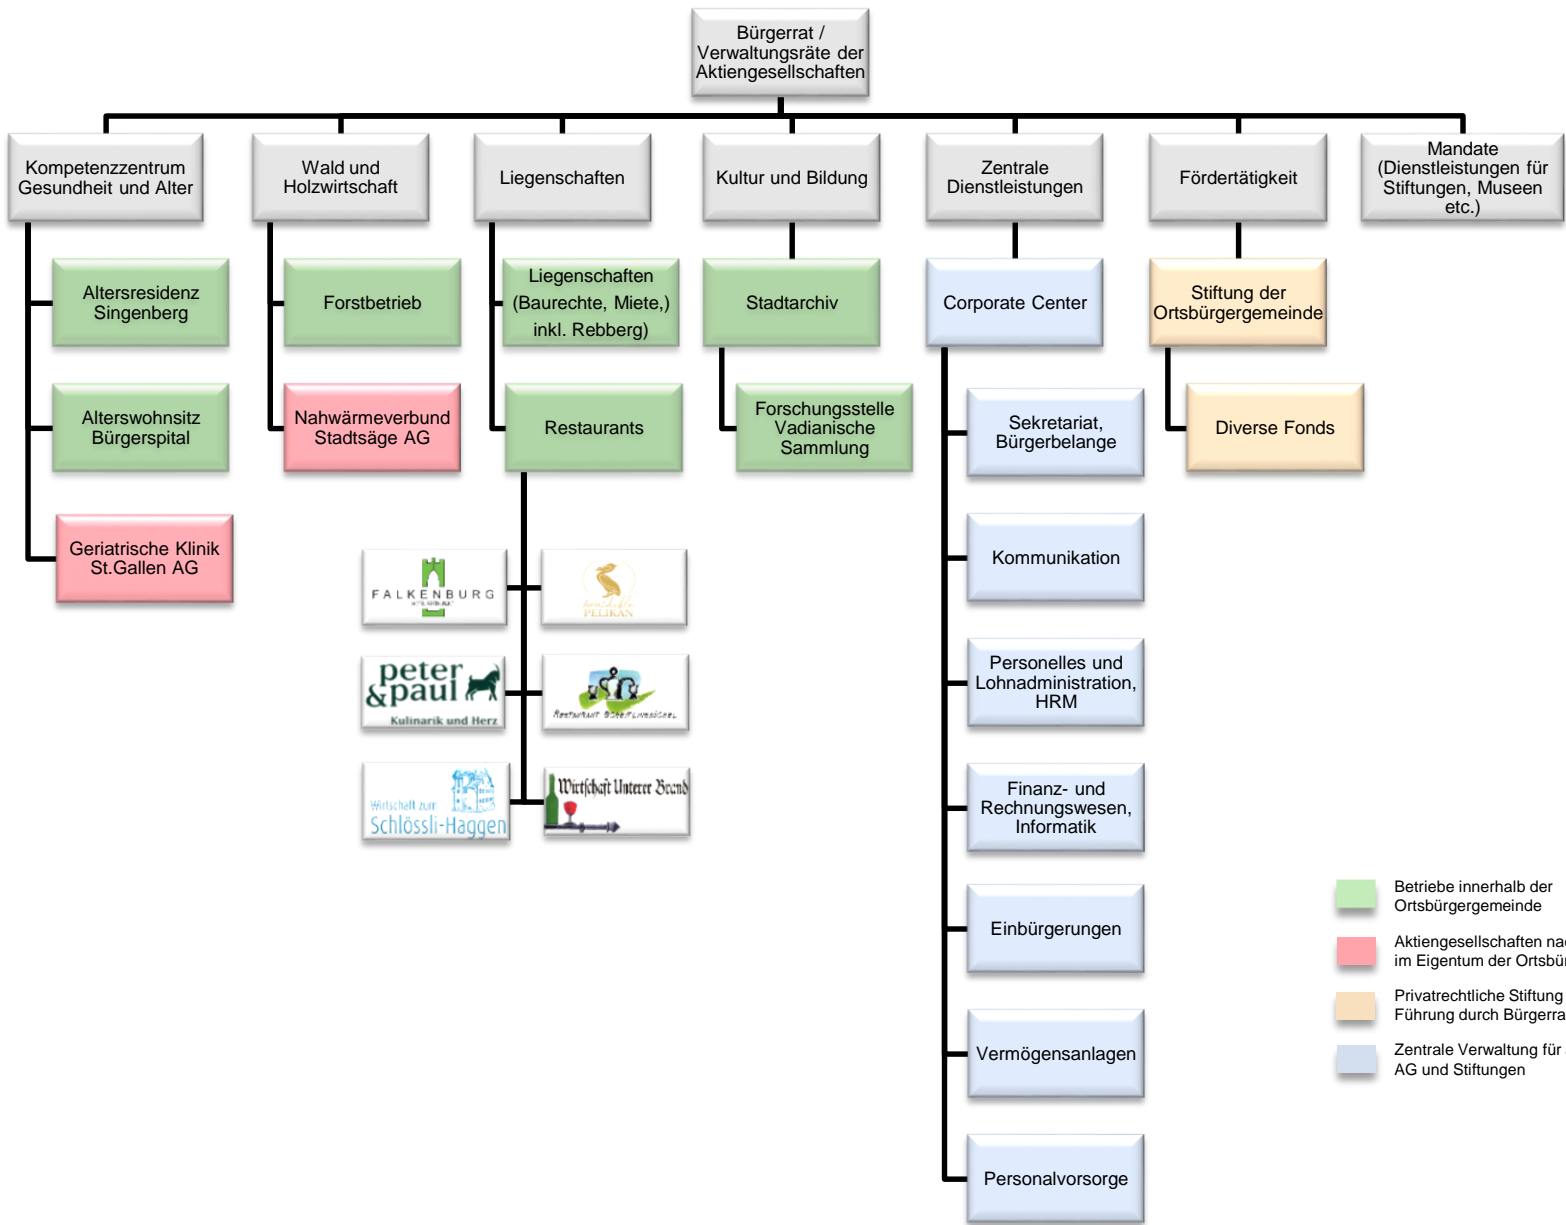 Bürgerrat /
Verwaltungsräte der
Aktiengesellschaften
Kompetenzzentrum
Gesundheit und Alter
Wald und
Holzwirtschaft
Liegenschaften
Kultur und Bildung
Zentrale
Dienstleistungen
Fördertätigkeit
Mandate
(Dienstleistungen für
Stiftungen, Museen
etc.)
Altersresidenz
Singenberg
Forstbetrieb
Liegenschaften
(Baurechte, Miete,)
inkl. Rebberg)
Stadtarchiv
Corporate Center
Stiftung der
Ortsbürgergemeinde
Alterswohnsitz
Bürgerspital
Nahwärmeverbund
Stadtsäge AG
Restaurants
Forschungsstelle
Vadianische
Sammlung
Sekretariat,
Bürgerbelange
Diverse Fonds
Geriatrische Klinik
St.Gallen AG
Kommunikation
FALKENBURG
PELIKAN
peter
&paul
Kulinarik und Herz
RESTAURANT
Personelles und
Lohnadministration,
HRM
Wirtschaft zum
Schlössli-Haggen
Wirtschaft Unterer Brand
Finanz- und
Rechnungswesen,
Informatik
Einbürgerungen
Vermögensanlagen
Personalvorsorge
Betriebe innerhalb der
Ortsbürgergemeinde
Aktiengesellschaften
im Eigentum der
Privatrechtliche Stiftung
Führung durch
Zentrale Verwaltung für
AG und Stiftungen